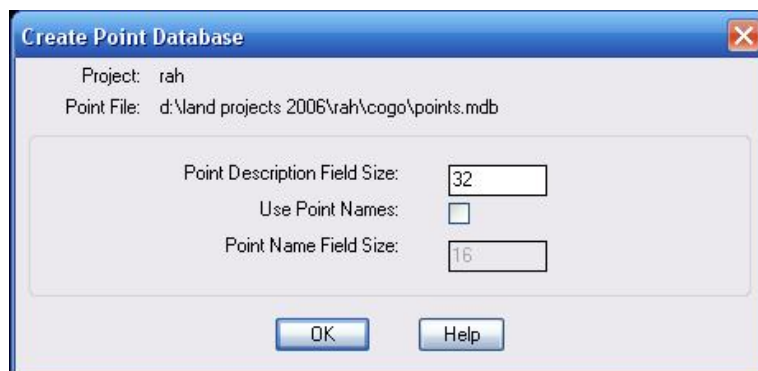 Create Point Database
Project: rah
Point File: d:\land projects 2006\rah\cogo\points.mdb
Point Description Field Size: 32
Use Point Names:
Point Name Field Size: 16
OK Help